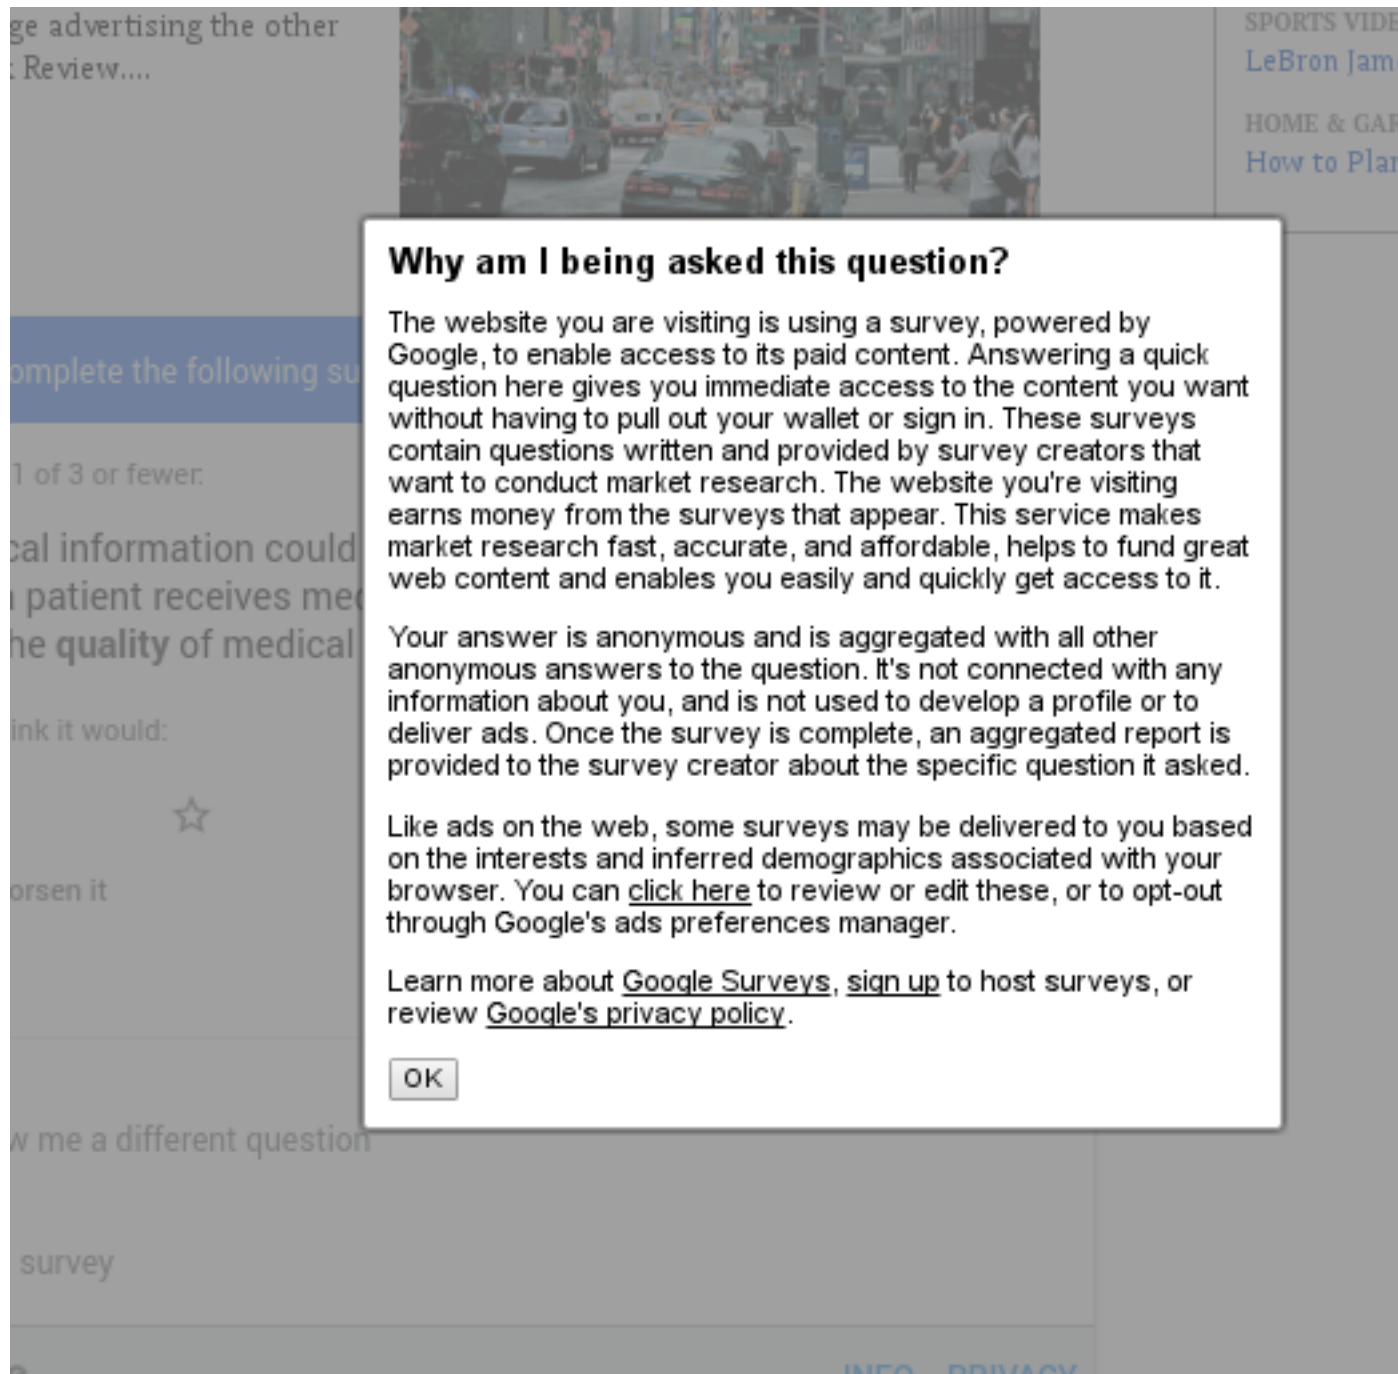 ge advertising the other
: Review....
SPORTS VIDE
LeBron Jam
HOME & GAR
How to Plan
Why am I being asked this question?
The website you are visiting is using a survey, powered by
Google, to enable access to its paid content. Answering a quick
question here gives you immediate access to the content you want
without having to pull out your wallet or sign in. These surveys
contain questions written and provided by survey creators that
want to conduct market research. The website you're visiting
earns money from the surveys that appear. This service makes
market research fast, accurate, and affordable, helps to fund great
web content and enables you easily and quickly get access to it.
Your answer is anonymous and is aggregated with all other
anonymous answers to the question. It's not connected with any
information about you, and is not used to develop a profile or to
deliver ads. Once the survey is complete, an aggregated report is
provided to the survey creator about the specific question it asked.
Like ads on the web, some surveys may be delivered to you based
on the interests and inferred demographics associated with your
browser. You can click here to review or edit these, or to opt-out
through Google's ads preferences manager.
Learn more about Google Surveys, sign up to host surveys, or
review Google's privacy policy.
OK
omplete the following su
1 of 3 or fewer:
cal information could
patient receives med
he quality of medical
ink it would:
orsen it
w me a different question
survey
INFO PRIVACY